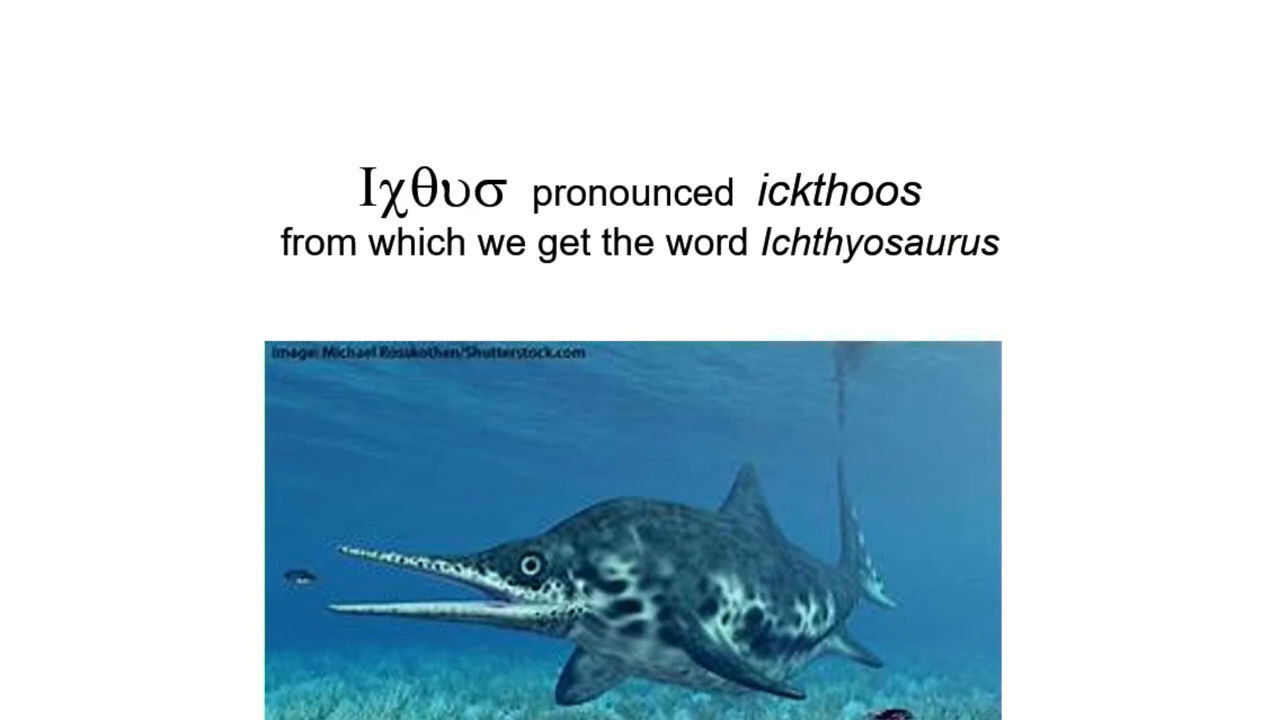 Ιχθυσ pronounced ickthoos
from which we get the word Ichthyosaurus
Image: Michael Rosskothen/Shutterstock.com